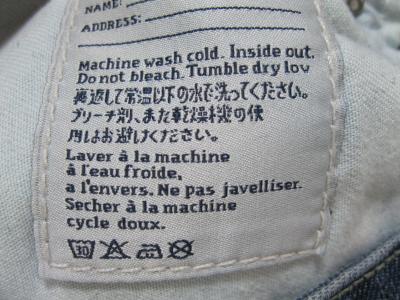 NAME:
ADDRESS:
Machine wash cold. Inside out.
Do not bleach. Tumble dry low
裏返して常温以下の水で洗ってください。
ブリーチ剤、また乾燥機の使
用はお避けください。
Laver à la machine
à l'eau froide,
a l'envers. Ne pas javelliser.
Secher à la machine
cycle doux.
30